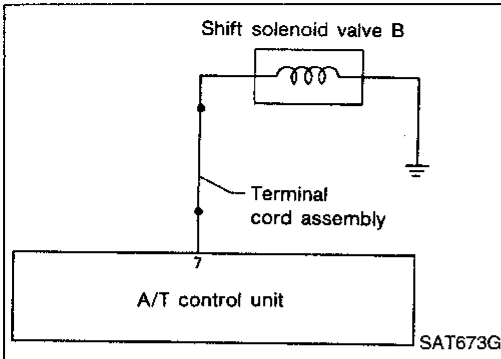 Shift solenoid valve B
Terminal
cord assembly
7
A/T control unit
SAT673G